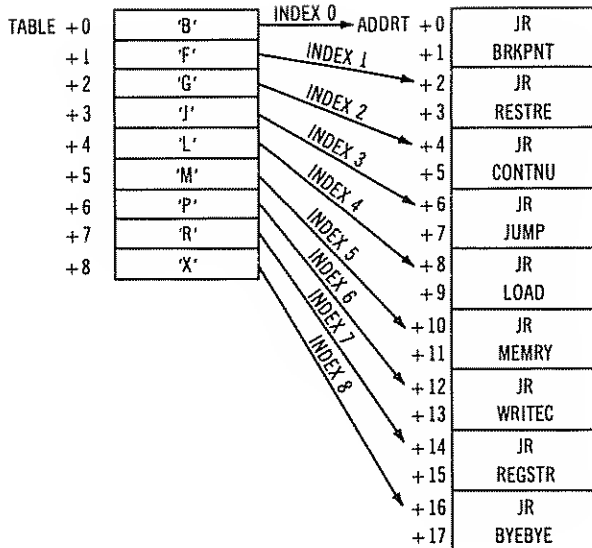 TABLE +0 'B' INDEX 0 ADDRT +0 JR
+1 'F' INDEX 1 +1 BRKPNT
+2 'G' INDEX 2 +2 JR
+3 'J' INDEX 3 +3 RESTRE
+4 'L' INDEX 4 +4 JR
+5 'M' INDEX 5 +5 CONTNU
+6 'P' INDEX 6 +6 JR
+7 'R' INDEX 7 +7 JUMP
+8 'X' INDEX 8 +8 JR
+9 LOAD
+10 JR
+11 MEMRY
+12 JR
+13 WRITEC
+14 JR
+15 REGSTR
+16 JR
+17 BYEBYE